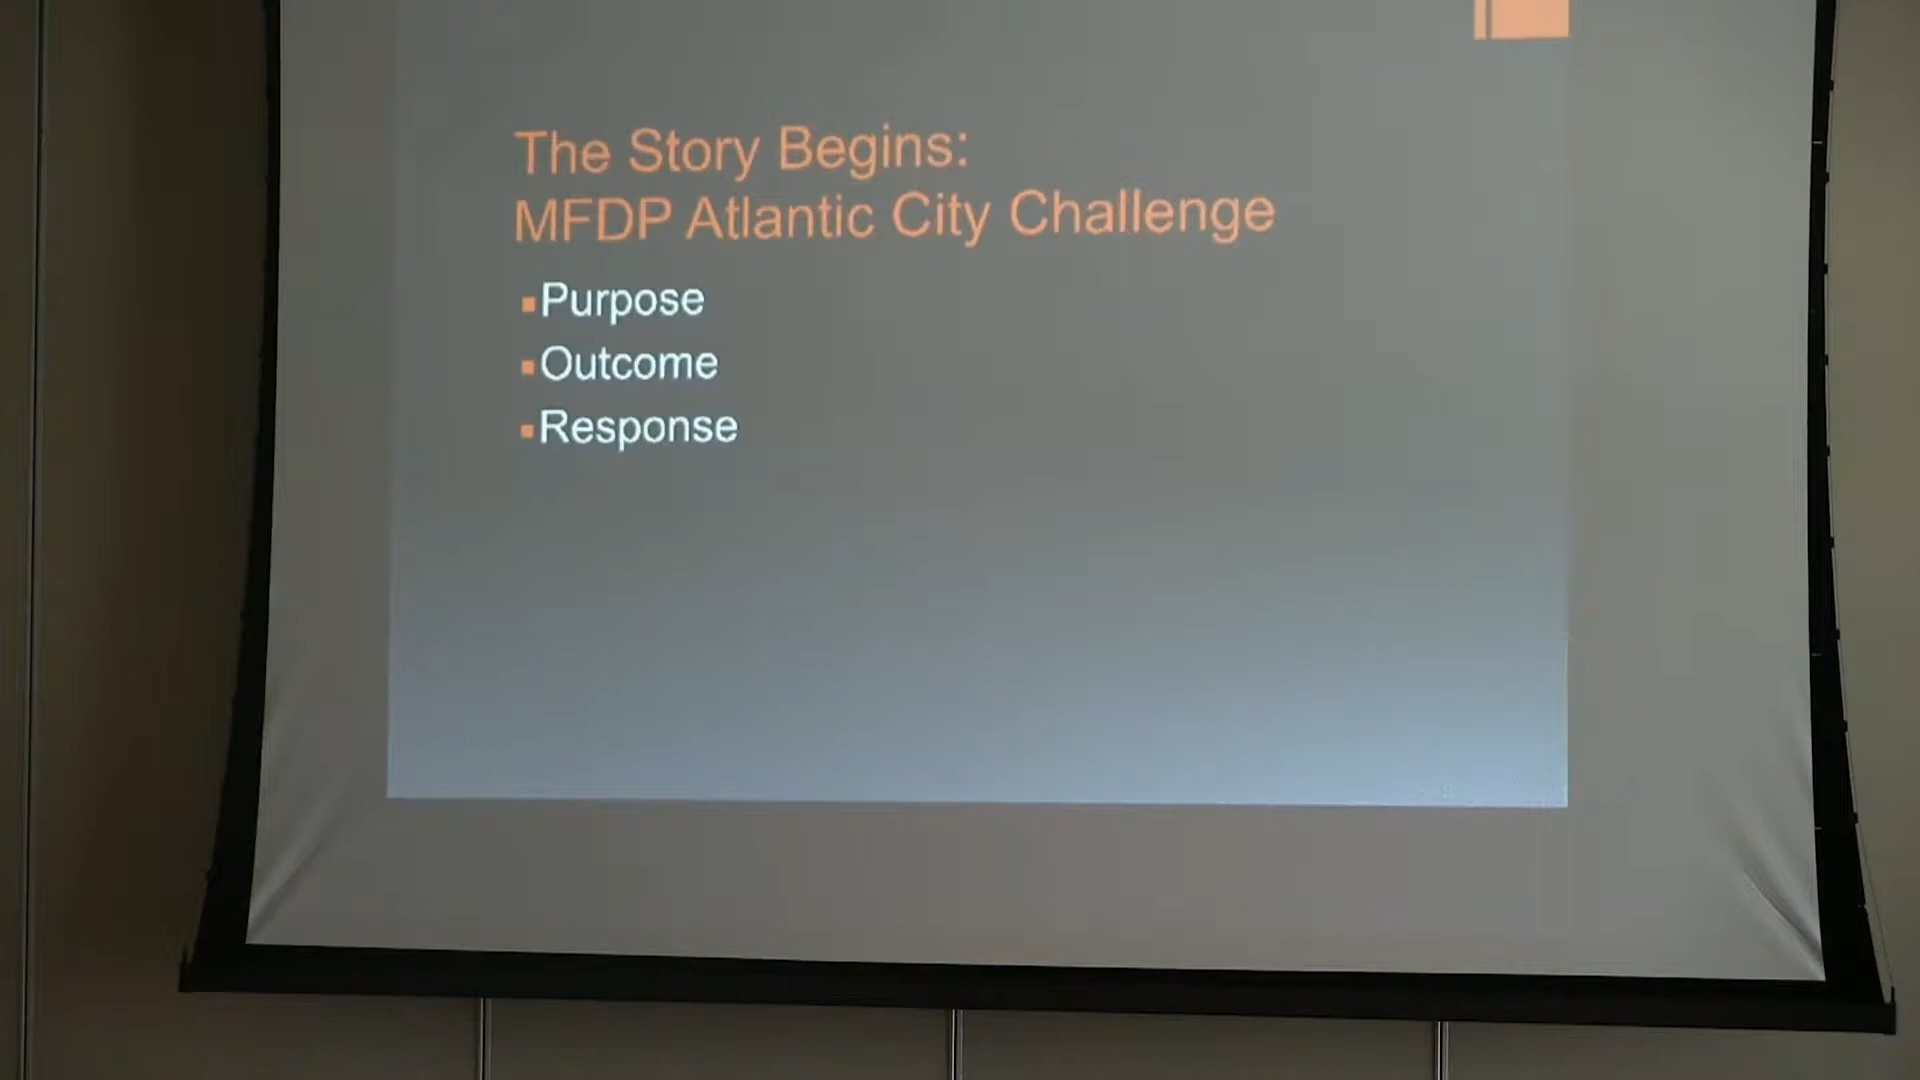 The Story Begins:
MFDP Atlantic City Challenge
Purpose
Outcome
Response